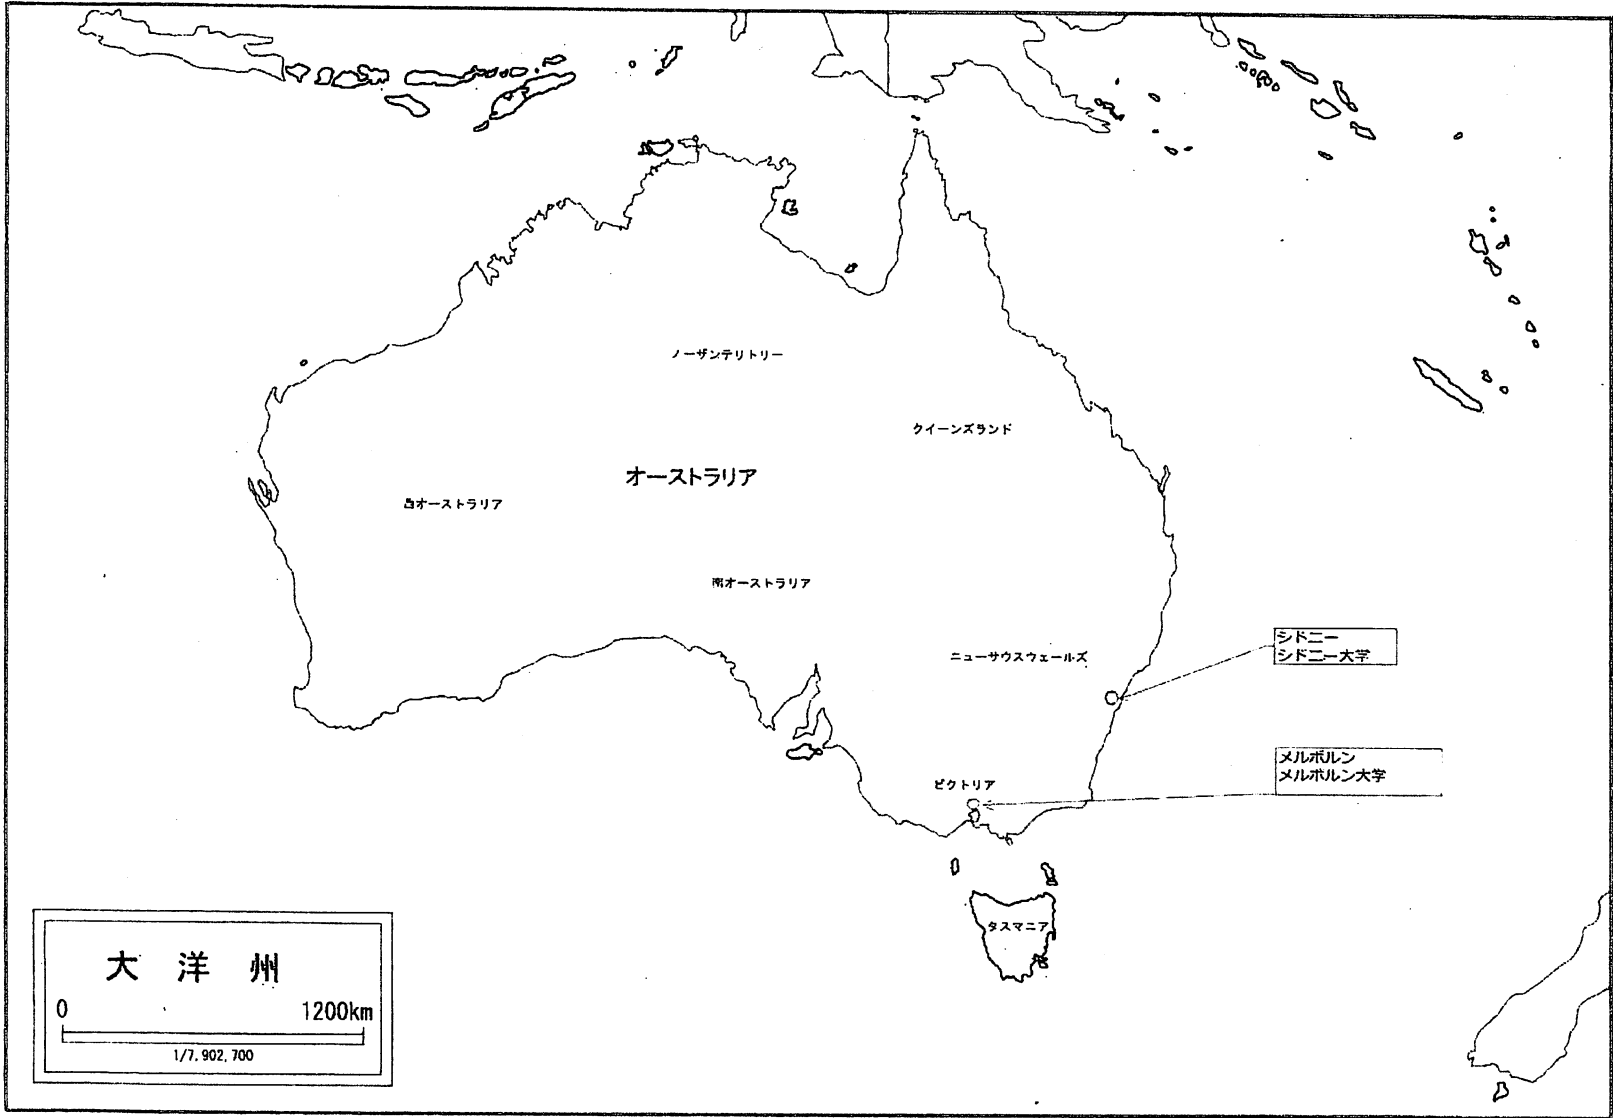 ノーザンテリトリー
クイーンズランド
オーストラリア
西オーストラリア
南オーストラリア
ニューサウスウェールズ
シドニー
シドニー大学
メルボルン
メルボルン大学
ビクトリア
タスマニア
大洋州
0 1200km
1/7,902,700